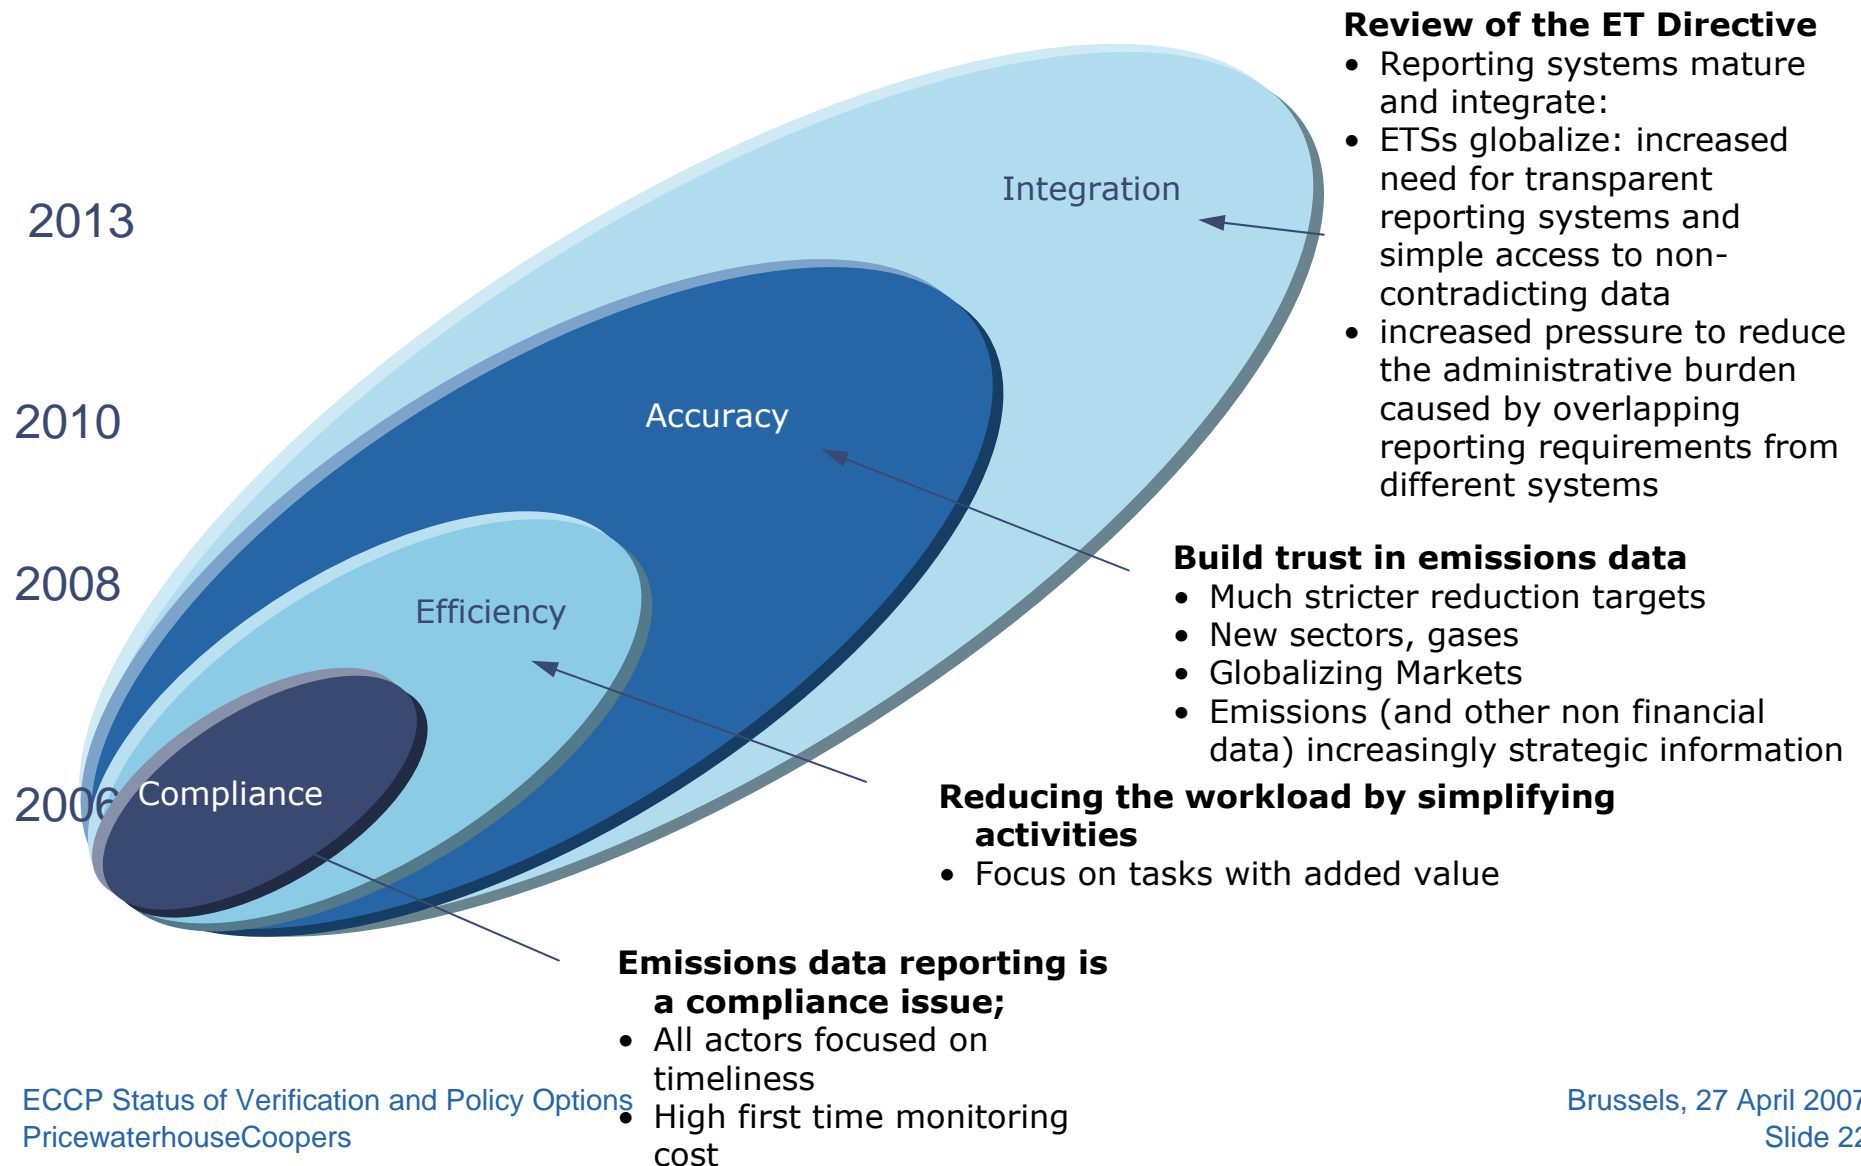 Review of the ET Directive
• Reporting systems mature
and integrate:
• ETSs globalize: increased
need for transparent
reporting systems and
simple access to non-
contradicting data
• increased pressure to reduce
the administrative burden
caused by overlapping
reporting requirements from
different systems
2013
Integration
2010
Accuracy
Build trust in emissions data
• Much stricter reduction targets
• New sectors, gases
• Globalizing Markets
• Emissions (and other non financial
data) increasingly strategic information
2008
Efficiency
Reducing the workload by simplifying
activities
• Focus on tasks with added value
2006
Compliance
Emissions data reporting is
a compliance issue;
• All actors focused on
timeliness
• High first time monitoring
cost
ECCP Status of Verification and Policy Options
PricewaterhouseCoopers
Brussels, 27 April 2007
Slide 22